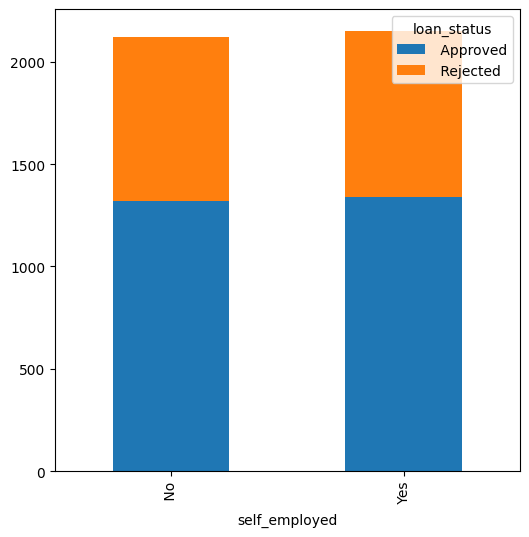 loan_status
Approved
Rejected
2000
1500
1000
500
0
No
Yes
self_employed